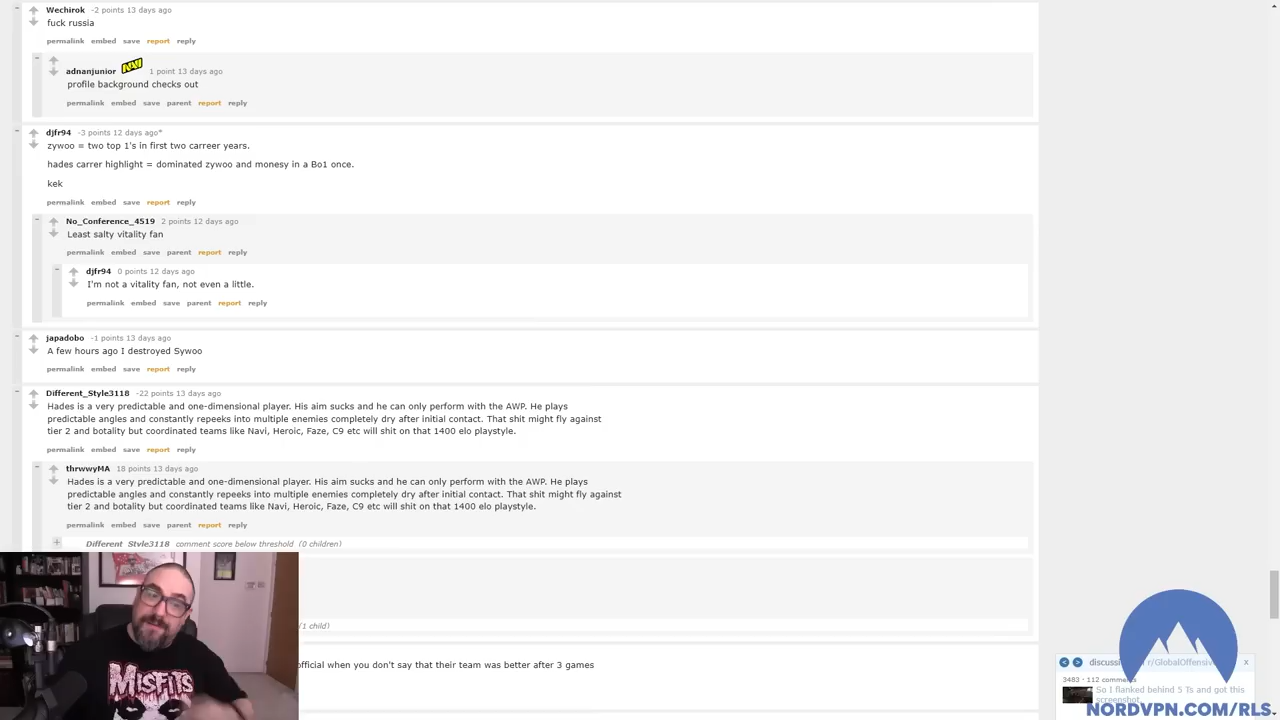 Wechirok -2 points 13 days ago
fuck russia
permalink embed save report reply
adnanjunior 1 point 13 days ago
profile background checks out
permalink embed save parent report reply
djfr94 -3 points 12 days ago*
zywoo = two top 1's in first two carreer years.
hades carrer highlight = dominated zywoo and monesy in a Bo1 once.
kek
permalink embed save report reply
No_Conference_4519 2 points 12 days ago
Least salty vitality fan
permalink embed save parent report reply
djfr94 0 points 12 days ago
I'm not a vitality fan, not even a little.
permalink embed save parent report reply
japadobo -1 points 13 days ago
A few hours ago I destroyed Sywoo
permalink embed save report reply
Different_Style3118 -22 points 13 days ago
Hades is a very predictable and one-dimensional player. His aim sucks and he can only perform with the AWP. He plays
predictable angles and constantly repeeks into multiple enemies completely dry after initial contact. That shit might fly against
tier 2 and botality but coordinated teams like Navi, Heroic, Faze, C9 etc will shit on that 1400 elo playstyle.
permalink embed save report reply
thrwwyMA 18 points 13 days ago
Hades is a very predictable and one-dimensional player. His aim sucks and he can only perform with the AWP. He plays
predictable angles and constantly repeeks into multiple enemies completely dry after initial contact. That shit might fly against
tier 2 and botality but coordinated teams like Navi, Heroic, Faze, C9 etc will shit on that 1400 elo playstyle.
permalink embed save parent report reply
Different_Style3118 comment score below threshold (0 children)
(1 child)
official when you don't say that their team was better after 3 games
MISFITS
r/GlobalOffensive
x
3483 · 112 comments
So I flanked behind 5 Ts and got this
screenshot
NORDVPN.COM/RLS